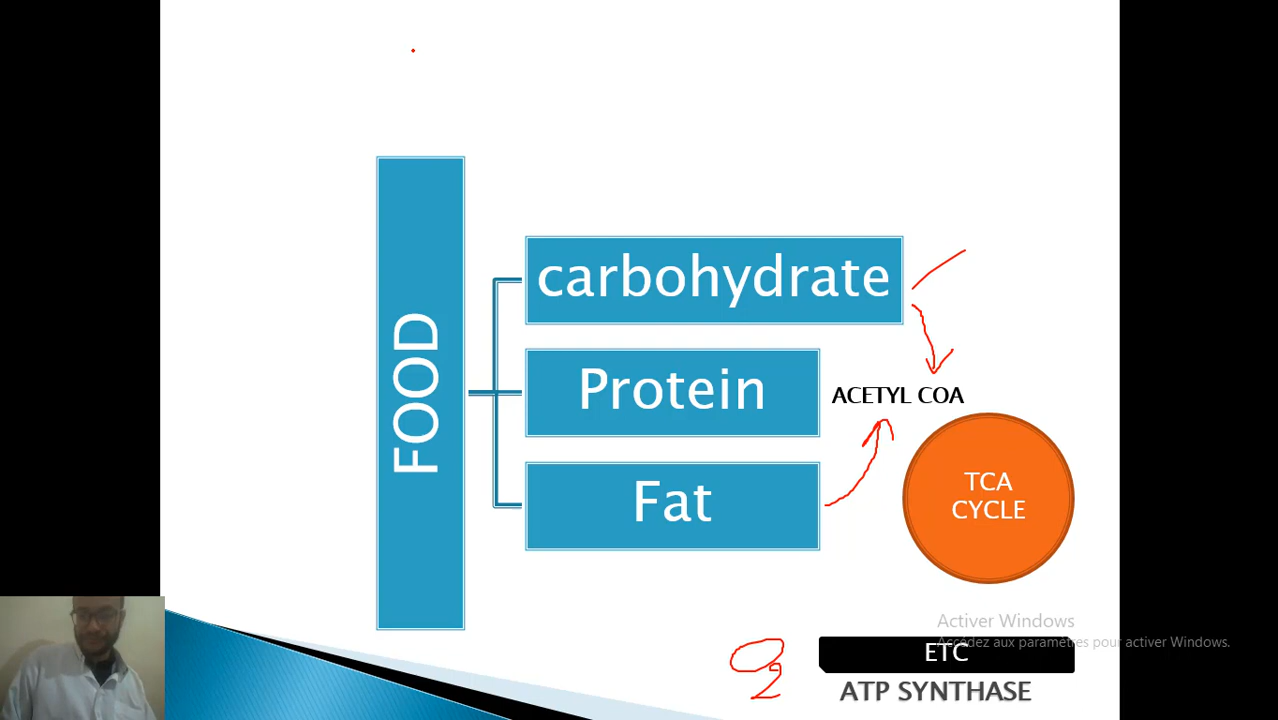 FOOD
carbohydrate
Protein
Fat
ACETYL COA
TCA
CYCLE
Activer Windows
Accédez aux paramètres pour activer Windows.
O2
ETC
ATP SYNTHASE